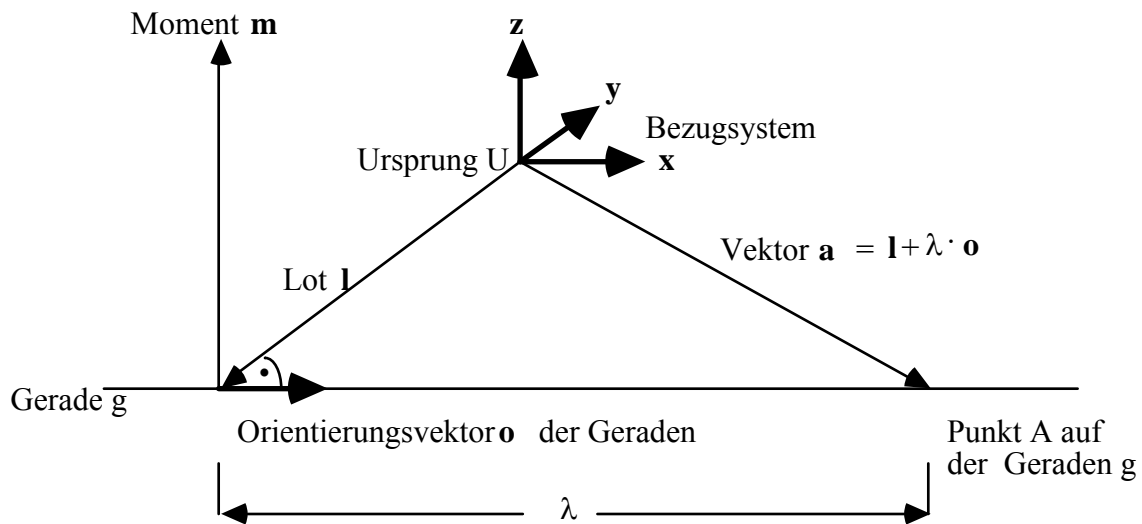 Moment m
z
y
Bezugsystem
Ursprung U
x
Vektor a = l + λ · o
Lot l
Gerade g
Orientierungsvektor o der Geraden
Punkt A auf
der Geraden g
λ